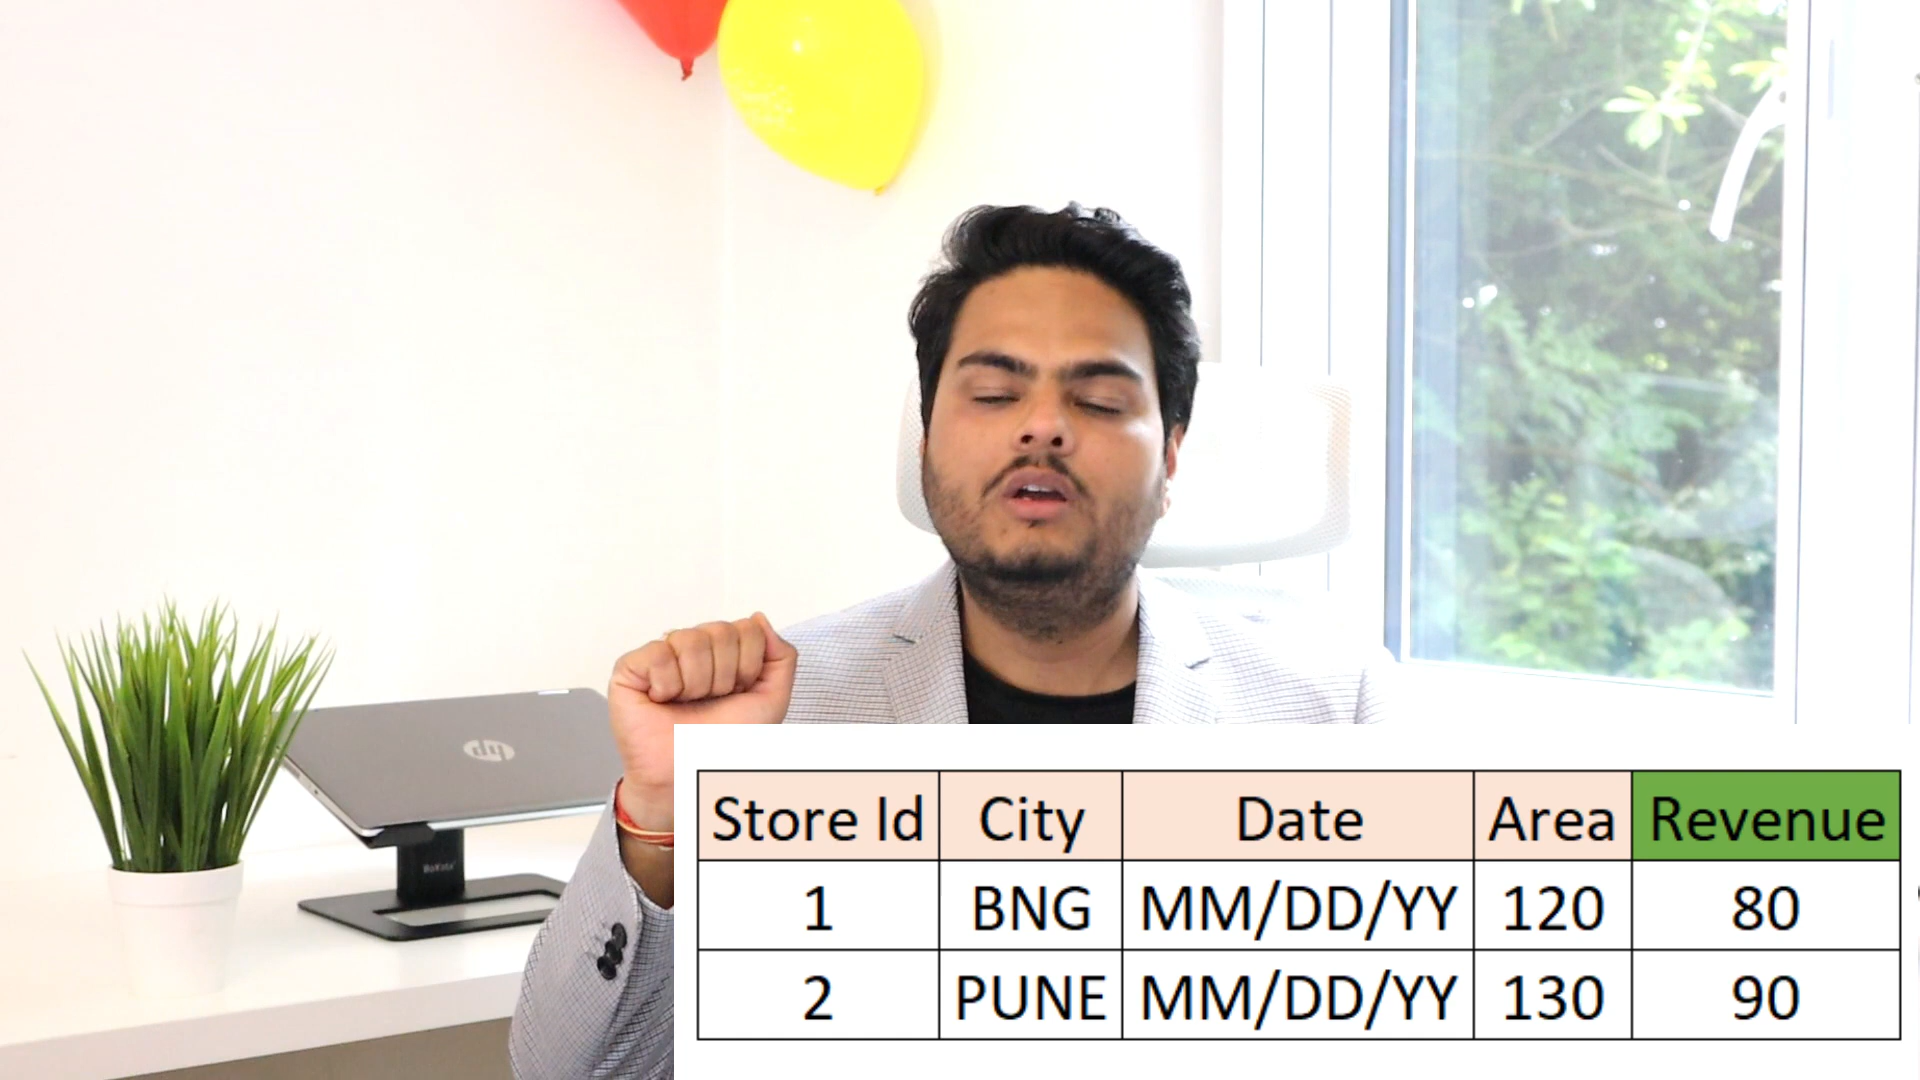 hp
Store Id City Date Area Revenue
1 BNG MM/DD/YY 120 80
2 PUNE MM/DD/YY 130 90